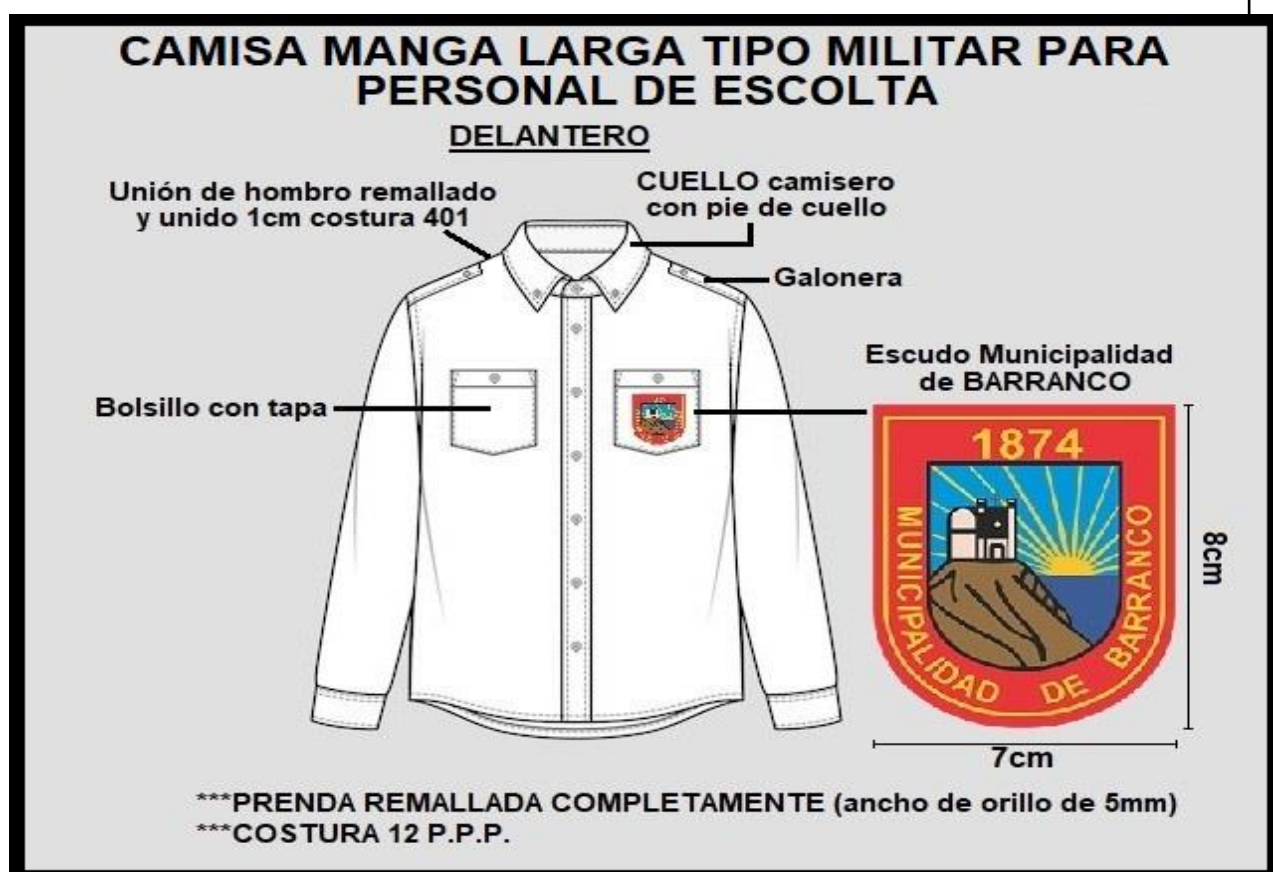 CAMISA MANGA LARGA TIPO MILITAR PARA
PERSONAL DE ESCOLTA
DELANTERO
Unión de hombro remallado
y unido 1cm costura 401
CUELLO camisero
con pie de cuello
Galonera
Bolsillo con tapa
Escudo Municipalidad
de BARRANCO
1874
MUNICIPALIDAD DE BARRANCO
8cm
7cm
***PRENDA REMALLADA COMPLETAMENTE (ancho de orillo de 5mm)
***COSTURA 12 P.P.P.